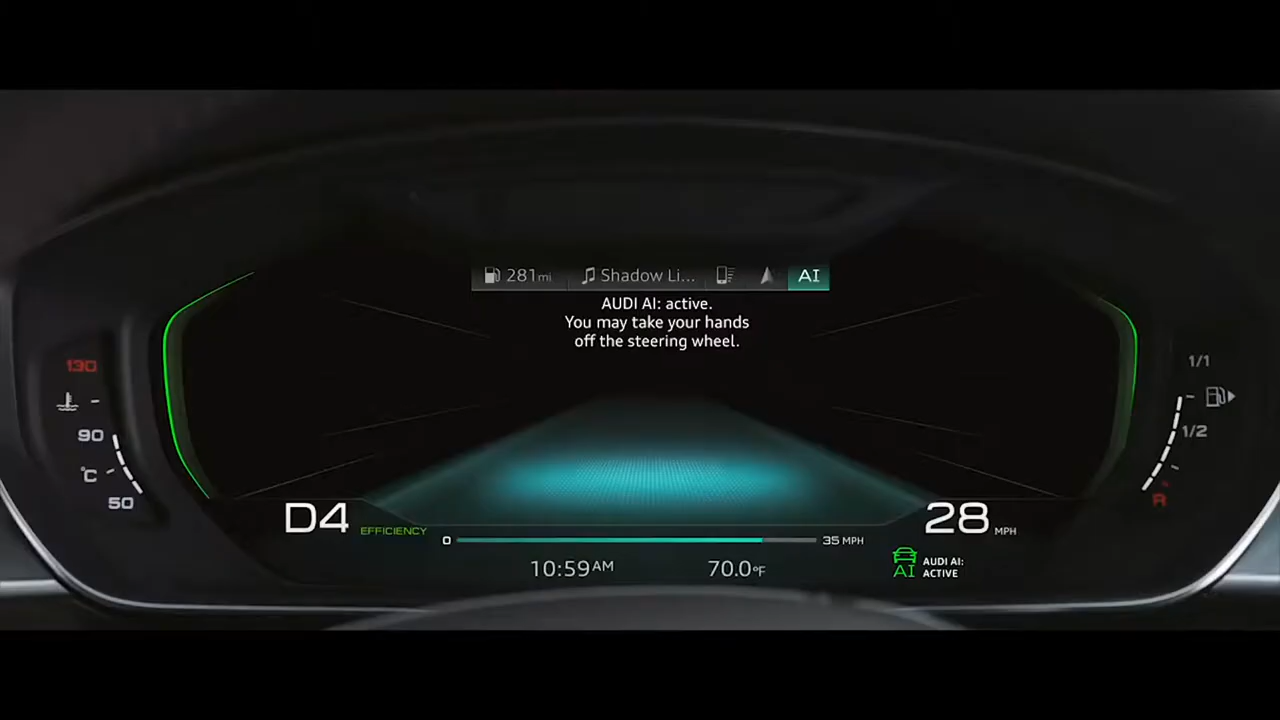 281mi
Shadow Li...
AI
AUDI AI: active.
You may take your hands
off the steering wheel.
130
90
°C
50
1/1
1/2
R
D4
EFFICIENCY
0
35 MPH
28 MPH
10:59AM
70.0°F
AI
AUDI AI:
ACTIVE